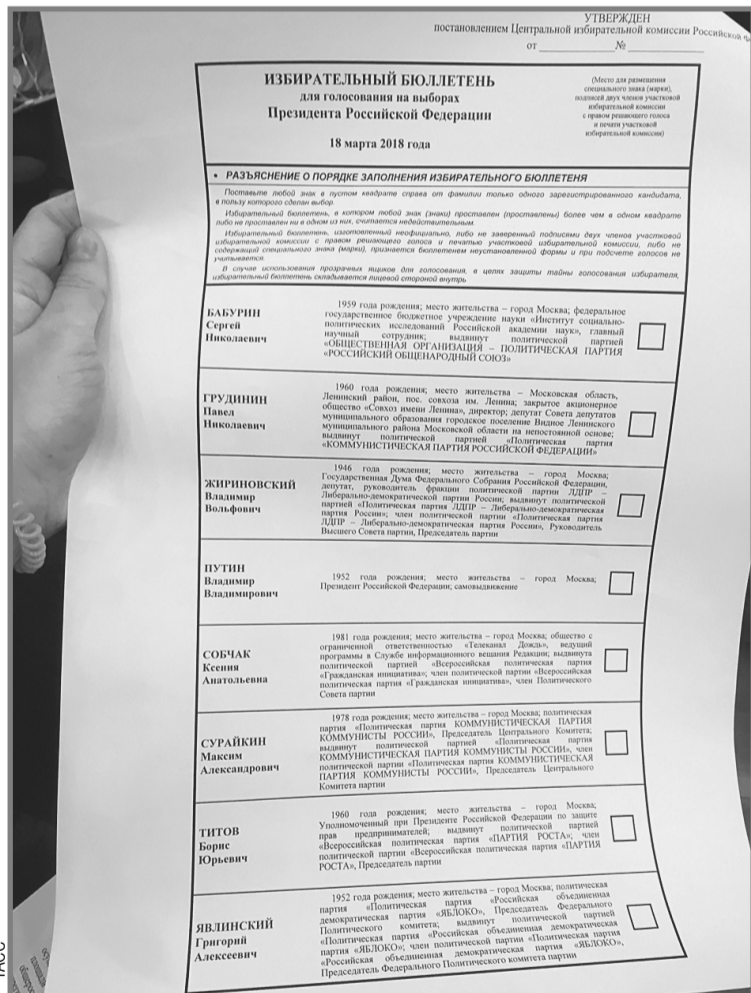 УТВЕРЖДЕН
постановлением Центральной избирательной комиссии Российской
от ____________ № ____________
ИЗБИРАТЕЛЬНЫЙ БЮЛЛЕТЕНЬ
для голосования на выборах
Президента Российской Федерации
18 марта 2018 года
(Место для размещения
специального знака (марки),
подписей двух членов участковой
избирательной комиссии
с правом решающего голоса
и печати участковой
избирательной комиссии)
• РАЗЪЯСНЕНИЕ О ПОРЯДКЕ ЗАПОЛНЕНИЯ ИЗБИРАТЕЛЬНОГО БЮЛЛЕТЕНЯ
Поставьте любой знак в пустом квадрате справа от фамилии только одного зарегистрированного кандидата,
в пользу которого сделан выбор.
Избирательный бюллетень, в котором любой знак (знаки) проставлен (проставлены) более чем в одном квадрате
либо не проставлен ни в одном из них, считается недействительным.
Избирательный бюллетень, изготовленный неофициально, либо не заверенный подписями двух членов участковой
избирательной комиссии с правом решающего голоса и печатью участковой избирательной комиссии, либо не
содержащий специального знака (марки), признается бюллетенем неустановленной формы и при подсчете голосов не
учитывается.
В случае использования прозрачных ящиков для голосования, в целях защиты тайны голосования избирателя,
избирательный бюллетень складывается лицевой стороной внутрь
БАБУРИН
Сергей
Николаевич
1959 года рождения; место жительства – город Москва; федеральное
государственное бюджетное учреждение науки «Институт социально-
политических исследований Российской академии наук», главный
научный сотрудник; выдвинут политической партией
«ОБЩЕСТВЕННАЯ ОРГАНИЗАЦИЯ – ПОЛИТИЧЕСКАЯ ПАРТИЯ
«РОССИЙСКИЙ ОБЩЕНАРОДНЫЙ СОЮЗ»
ГРУДИНИН
Павел
Николаевич
1960 года рождения; место жительства – Московская область,
Ленинский район, пос. совхоза им. Ленина; закрытое акционерное
общество «Совхоз имени Ленина», директор; депутат Совета депутатов
муниципального образования городское поселение Видное Ленинского
муниципального района Московской области на непостоянной основе;
выдвинут политической партией «Политическая партия
«КОММУНИСТИЧЕСКАЯ ПАРТИЯ РОССИЙСКОЙ ФЕДЕРАЦИИ»
ЖИРИНОВСКИЙ
Владимир
Вольфович
1946 года рождения; место жительства – город Москва;
Государственная Дума Федерального Собрания Российской Федерации,
депутат, руководитель фракции политической партии ЛДПР –
Либерально-демократической партии России; выдвинут политической
партией «Политическая партия ЛДПР – Либерально-демократическая
партия России»; член политической партии «Политическая партия
ЛДПР – Либерально-демократическая партия России», Руководитель
Высшего Совета партии, Председатель партии
ПУТИН
Владимир
Владимирович
1952 года рождения; место жительства – город Москва;
Президент Российской Федерации; самовыдвижение
СОБЧАК
Ксения
Анатольевна
1981 года рождения; место жительства – город Москва; общество с
ограниченной ответственностью «Телеканал Дождь», ведущий
программы в Службе информационного вещания Редакции; выдвинута
политической партией «Всероссийская политическая партия
«Гражданская инициатива»; член политической партии «Всероссийская
политическая партия «Гражданская инициатива», член Политического
Совета партии
СУРАЙКИН
Максим
Александрович
1978 года рождения; место жительства – город Москва; политическая
партия «Политическая партия КОММУНИСТИЧЕСКАЯ ПАРТИЯ
КОММУНИСТЫ РОССИИ», Председатель Центрального Комитета;
выдвинут политической партией «Политическая партия
КОММУНИСТИЧЕСКАЯ ПАРТИЯ КОММУНИСТЫ РОССИИ», член
политической партии «Политическая партия КОММУНИСТИЧЕСКАЯ
ПАРТИЯ КОММУНИСТЫ РОССИИ», Председатель Центрального
Комитета партии
ТИТОВ
Борис
Юрьевич
1960 года рождения; место жительства – город Москва;
Уполномоченный при Президенте Российской Федерации по защите
прав предпринимателей; выдвинут политической партией
«Всероссийская политическая партия «ПАРТИЯ РОСТА»; член
политической партии «Всероссийская политическая партия «ПАРТИЯ
РОСТА», Председатель партии
ЯВЛИНСКИЙ
Григорий
Алексеевич
1952 года рождения; место жительства – город Москва; политическая
партия «Политическая партия «Российская объединенная
демократическая партия «ЯБЛОКО», Председатель Федерального
Политического комитета; выдвинут политической партией
«Политическая партия «Российская объединенная демократическая
партия «ЯБЛОКО»; член политической партии «Политическая партия
«Российская объединенная демократическая партия «ЯБЛОКО»,
Председатель Федерального Политического комитета партии
ТАСС